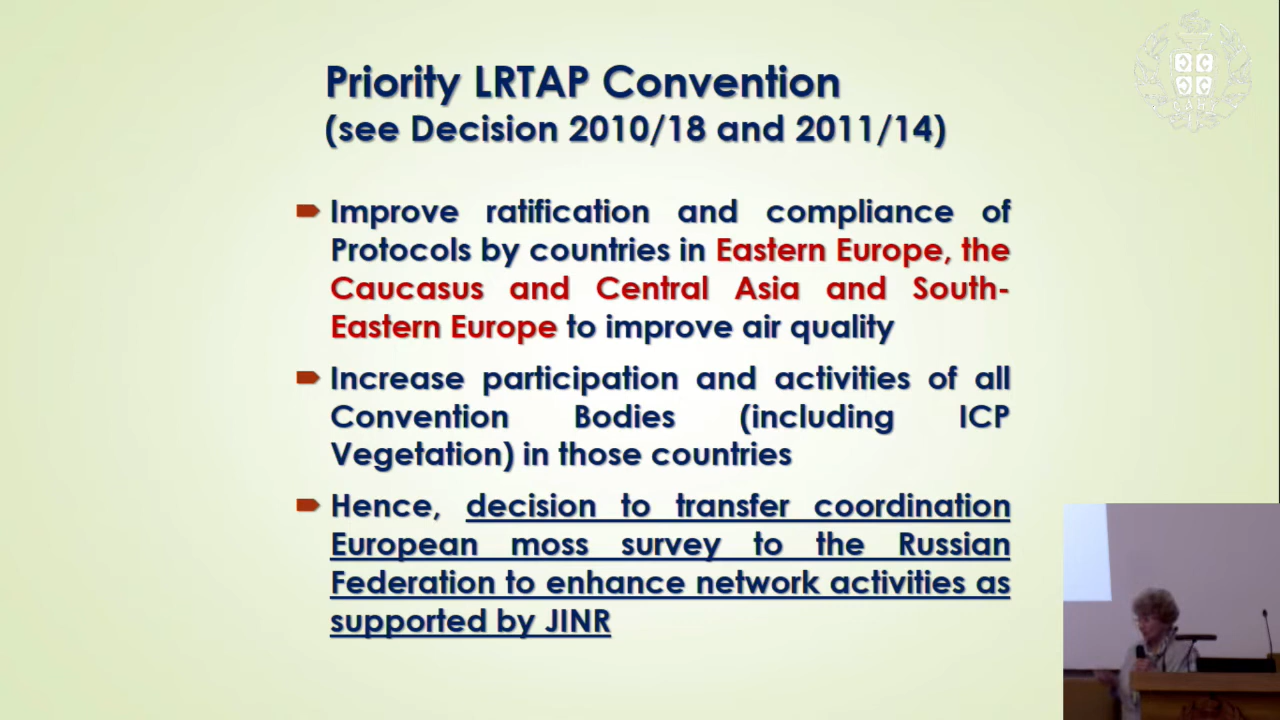 Priority LRTAP Convention
(see Decision 2010/18 and 2011/14)
Improve ratification and compliance of
Protocols by countries in Eastern Europe, the
Caucasus and Central Asia and South-
Eastern Europe to improve air quality
Increase participation and activities of all
Convention Bodies (including ICP
Vegetation) in those countries
Hence, decision to transfer coordination
European moss survey to the Russian
Federation to enhance network activities as
supported by JINR